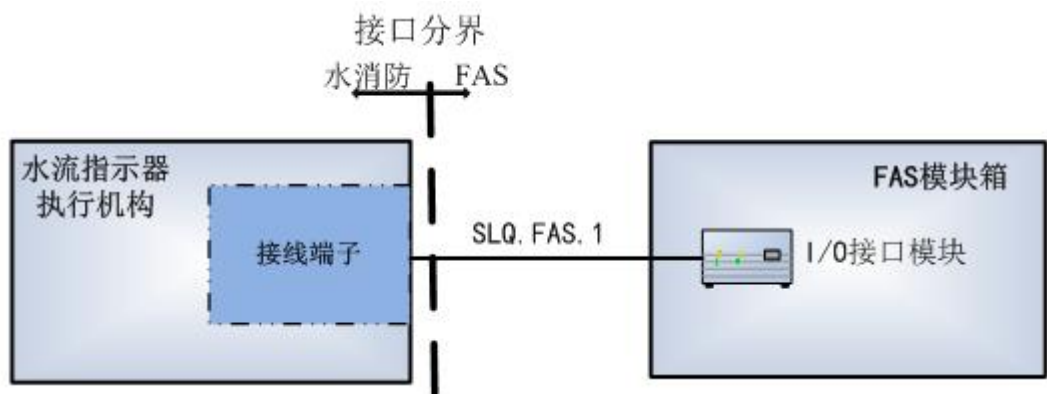 接口分界
水消防 FAS
水流指示器
执行机构
接线端子
SLQ.FAS.1
FAS模块箱
I/O接口模块